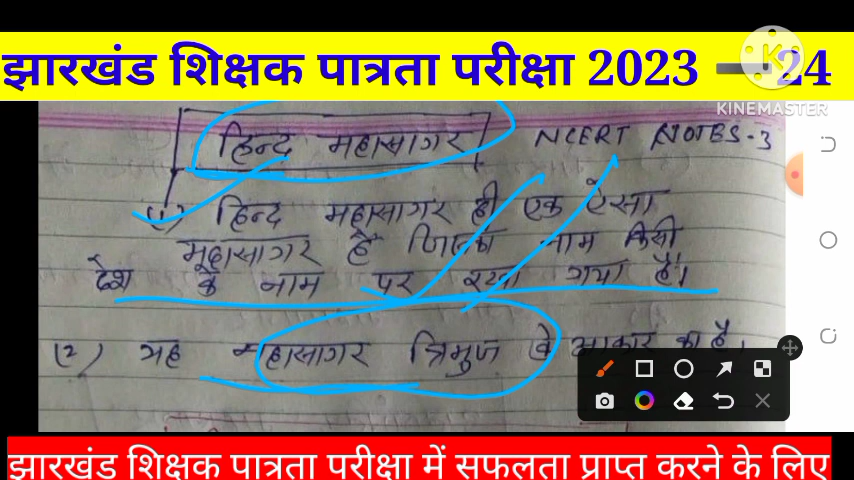 झारखंड शिक्षक पात्रता परीक्षा 2023 — 24
KINEMASTER
हिन्द महासागर NCERT NOTES-3
(1) हिन्द महासागर ही एक ऐसा
महासागर है जिसका नाम किसी
देश के नाम पर रखा गया है।
(2) यह महासागर त्रिभुज के आकार का है।
झारखंड शिक्षक पात्रता परीक्षा में सफलता प्राप्त करने के लिए